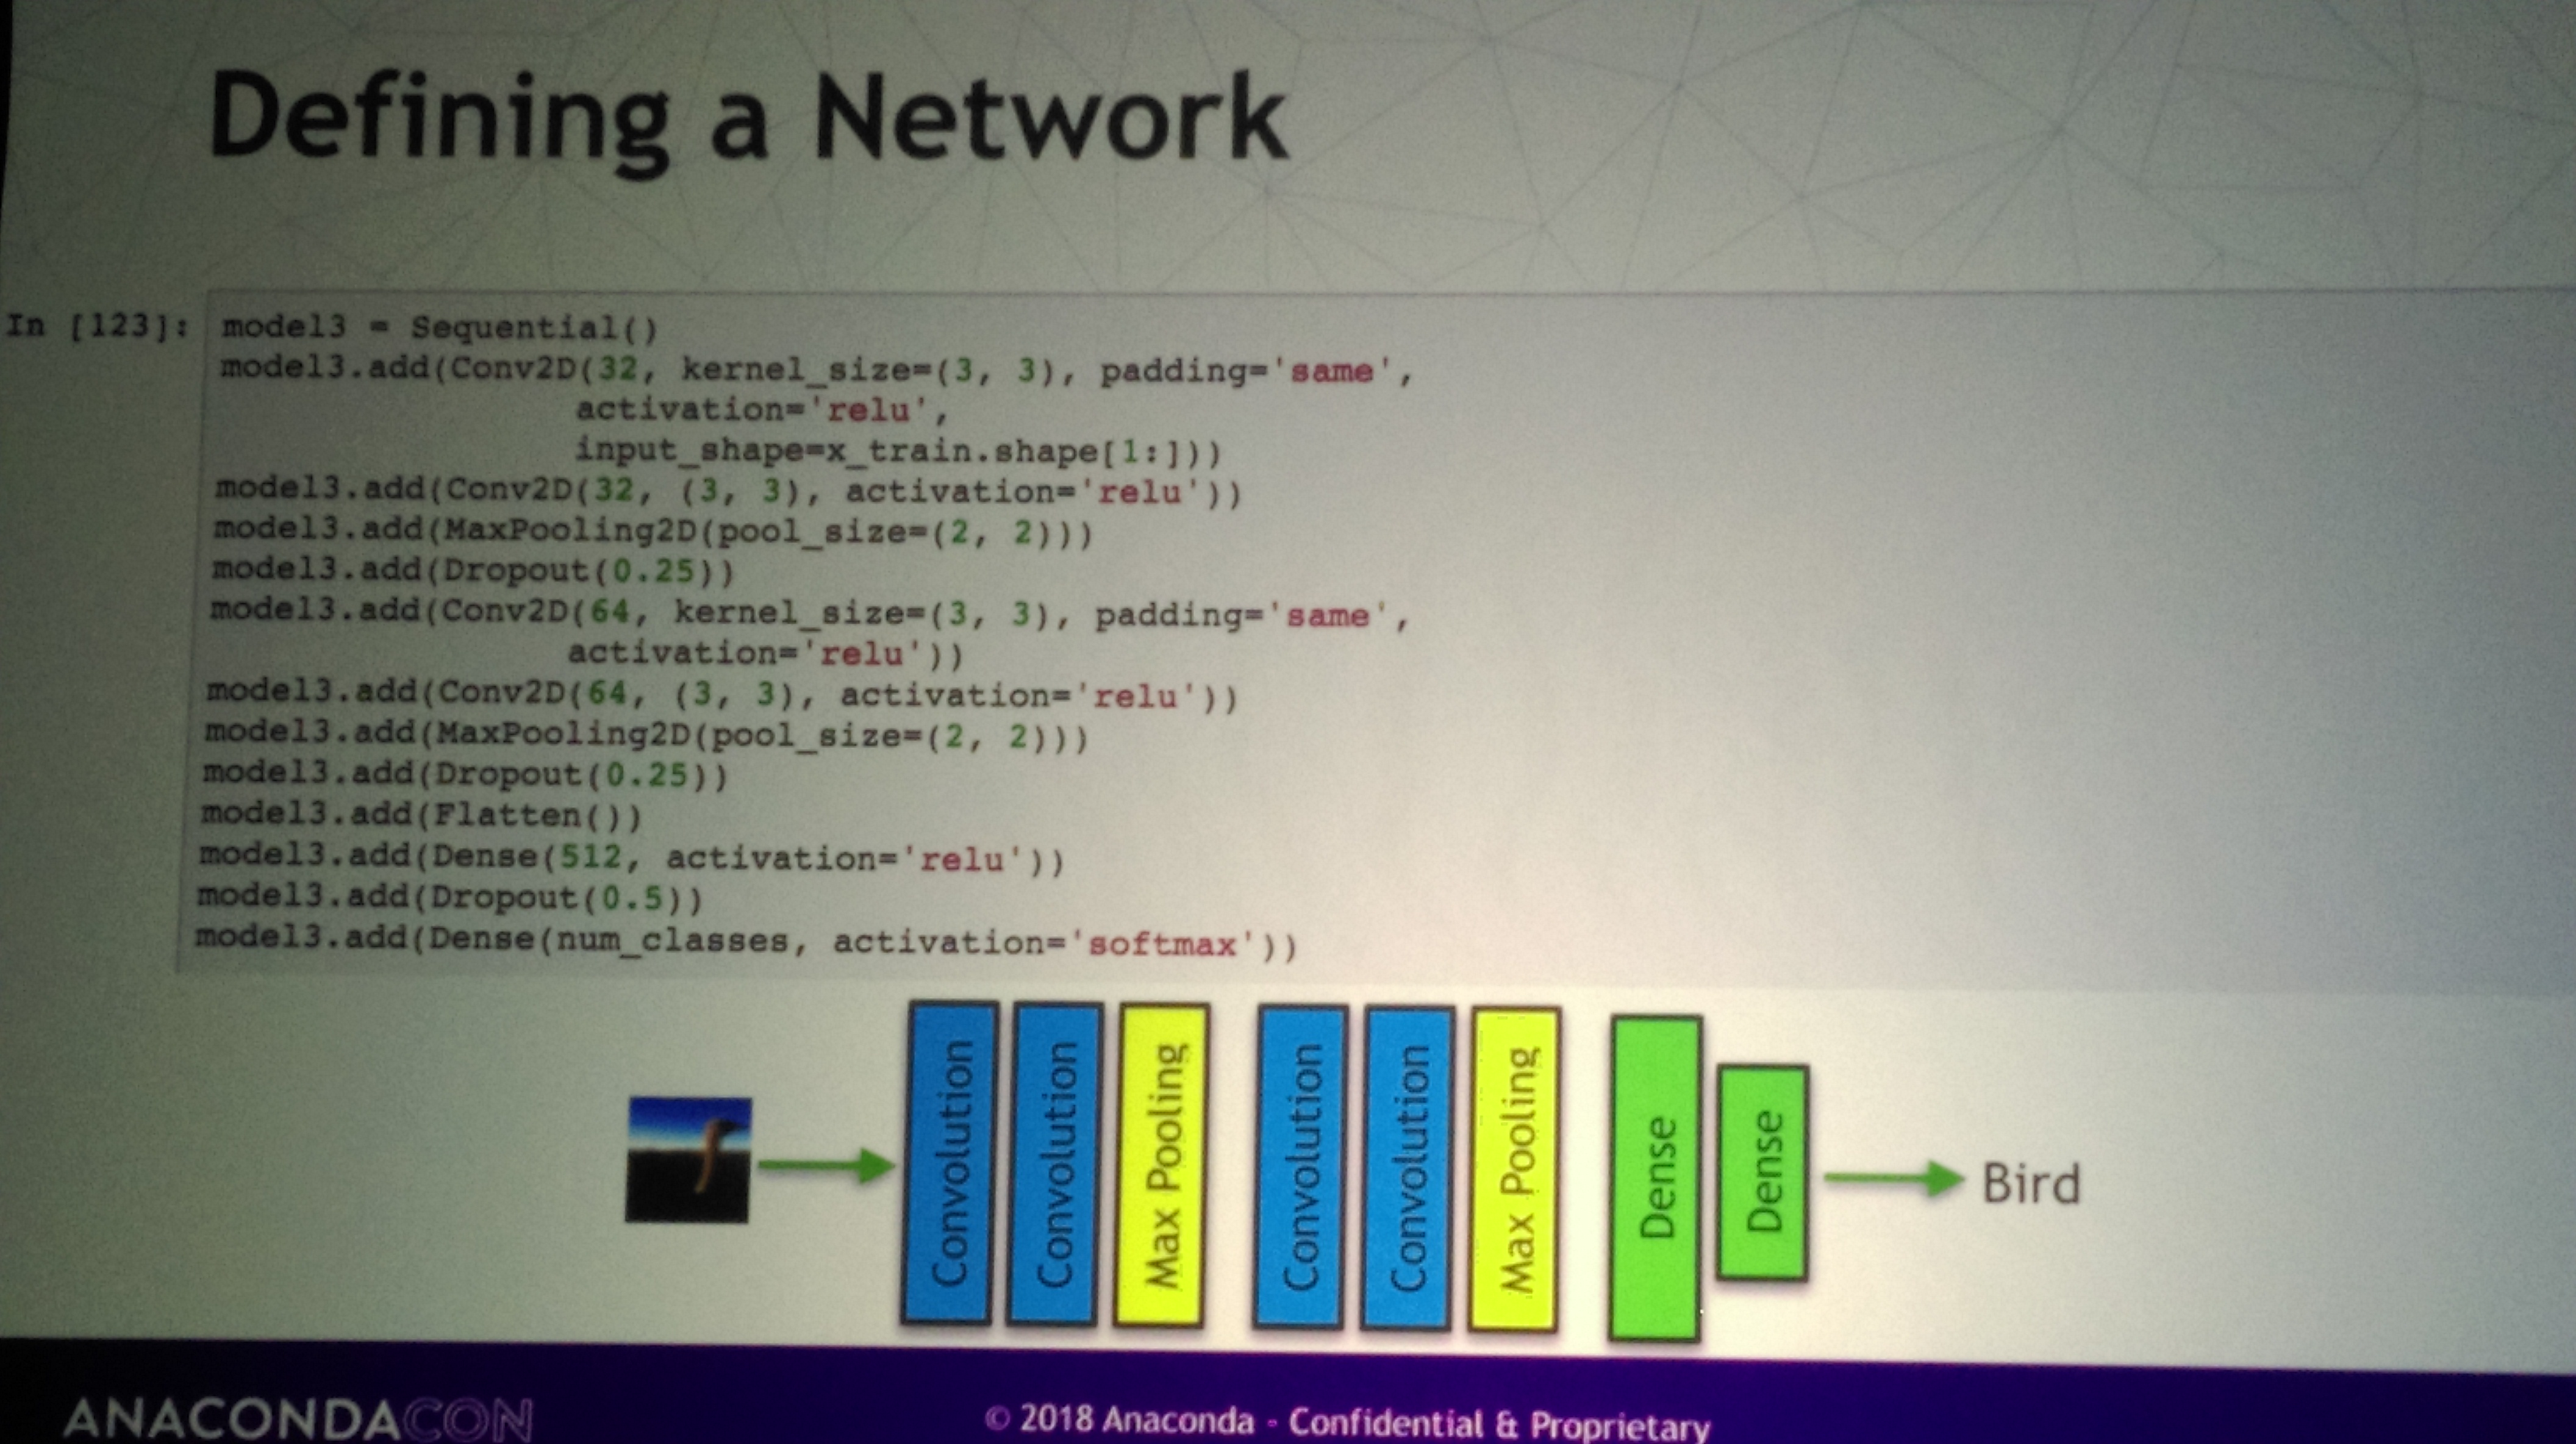 Defining a Network
In [123]: model3 = Sequential()
model3.add(Conv2D(32, kernel_size=(3, 3), padding='same',
activation='relu',
input_shape=x_train.shape[1:]))
model3.add(Conv2D(32, (3, 3), activation='relu'))
model3.add(MaxPooling2D(pool_size=(2, 2)))
model3.add(Dropout(0.25))
model3.add(Conv2D(64, kernel_size=(3, 3), padding='same',
activation='relu'))
model3.add(Conv2D(64, (3, 3), activation='relu'))
model3.add(MaxPooling2D(pool_size=(2, 2)))
model3.add(Dropout(0.25))
model3.add(Flatten())
model3.add(Dense(512, activation='relu'))
model3.add(Dropout(0.5))
model3.add(Dense(num_classes, activation='softmax'))
Convolution
Convolution
Max Pooling
Convolution
Convolution
Max Pooling
Dense
Dense
Bird
ANACONDACON
© 2018 Anaconda - Confidential & Proprietary